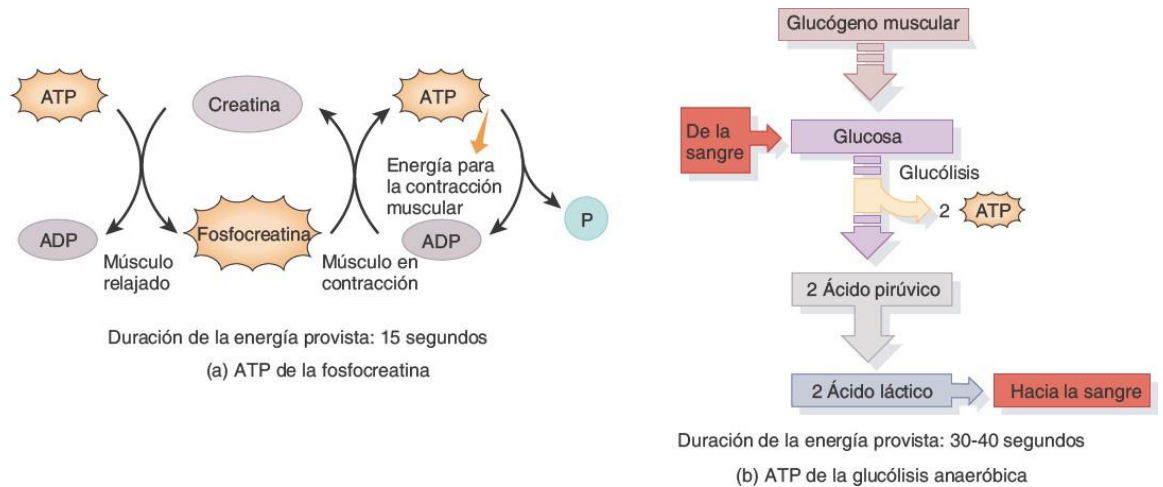 ATP
Creatina
ATP
Energía para
la contracción
muscular
P
ADP
Fosfocreatina
ADP
Músculo
relajado
Músculo en
contracción
Duración de la energía provista: 15 segundos
(a) ATP de la fosfocreatina
Glucógeno muscular
De la
sangre
Glucosa
Glucólisis
2 ATP
2 Ácido pirúvico
2 Ácido láctico
Hacia la sangre
Duración de la energía provista: 30-40 segundos
(b) ATP de la glucólisis anaeróbica